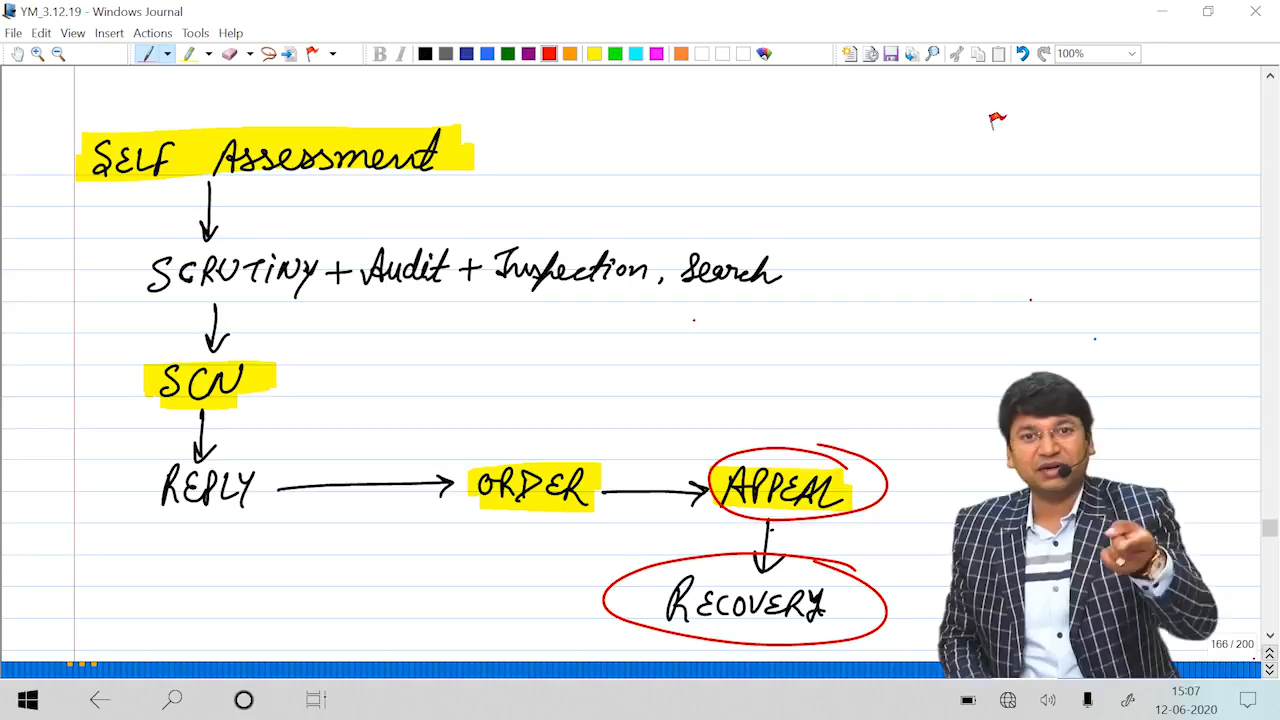 YM_3.12.19 - Windows Journal
File Edit View Insert Actions Tools Help
B I 100%
SELF Assessment
SCRUTINY + Audit + Inspection, Search
SCN
REPLY ORDER APPEAL
RECOVERY
166 / 200
15:07
12-06-2020